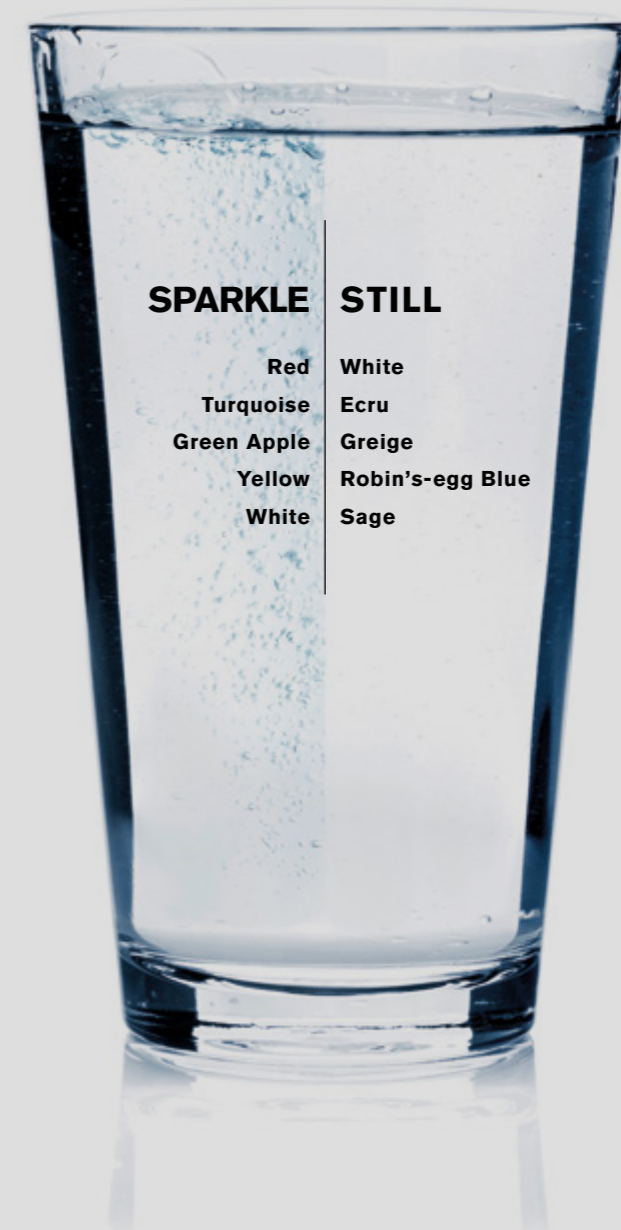 SPARKLE
Red
Turquoise
Green Apple
Yellow
White
STILL
White
Ecru
Greige
Robin’s-egg Blue
Sage